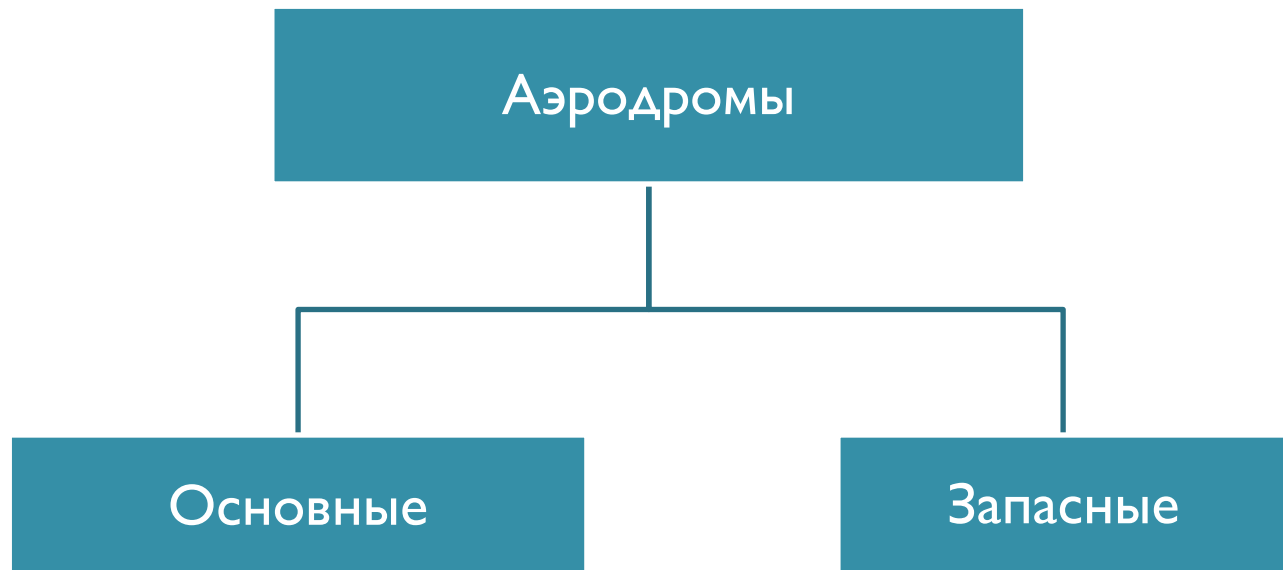 Аэродромы
Основные
Запасные